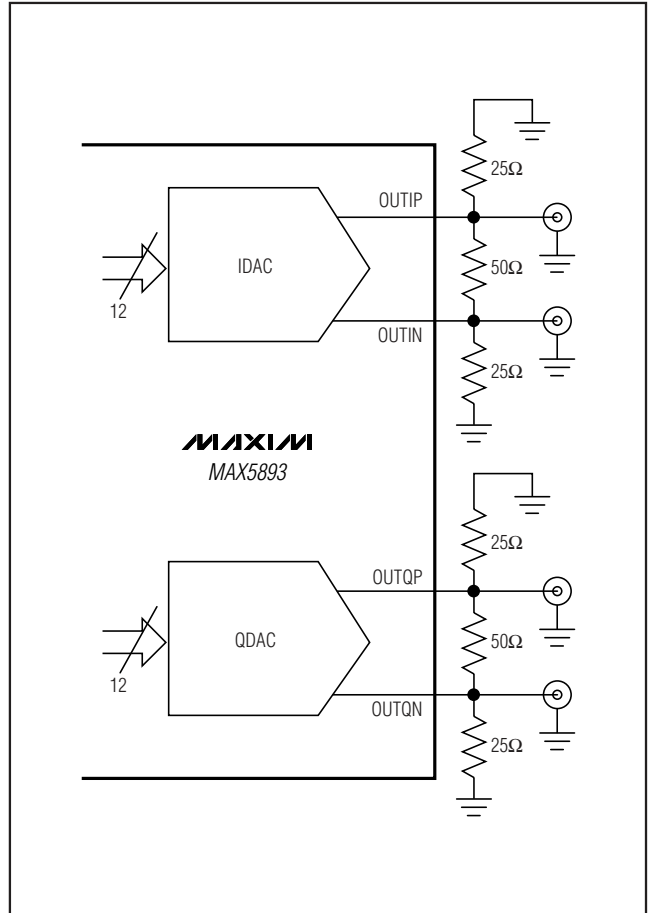 25Ω
OUTIP
IDAC
50Ω
12
OUTIN
25Ω
MAXIM
MAX5893
25Ω
OUTQP
QDAC
50Ω
12
OUTQN
25Ω